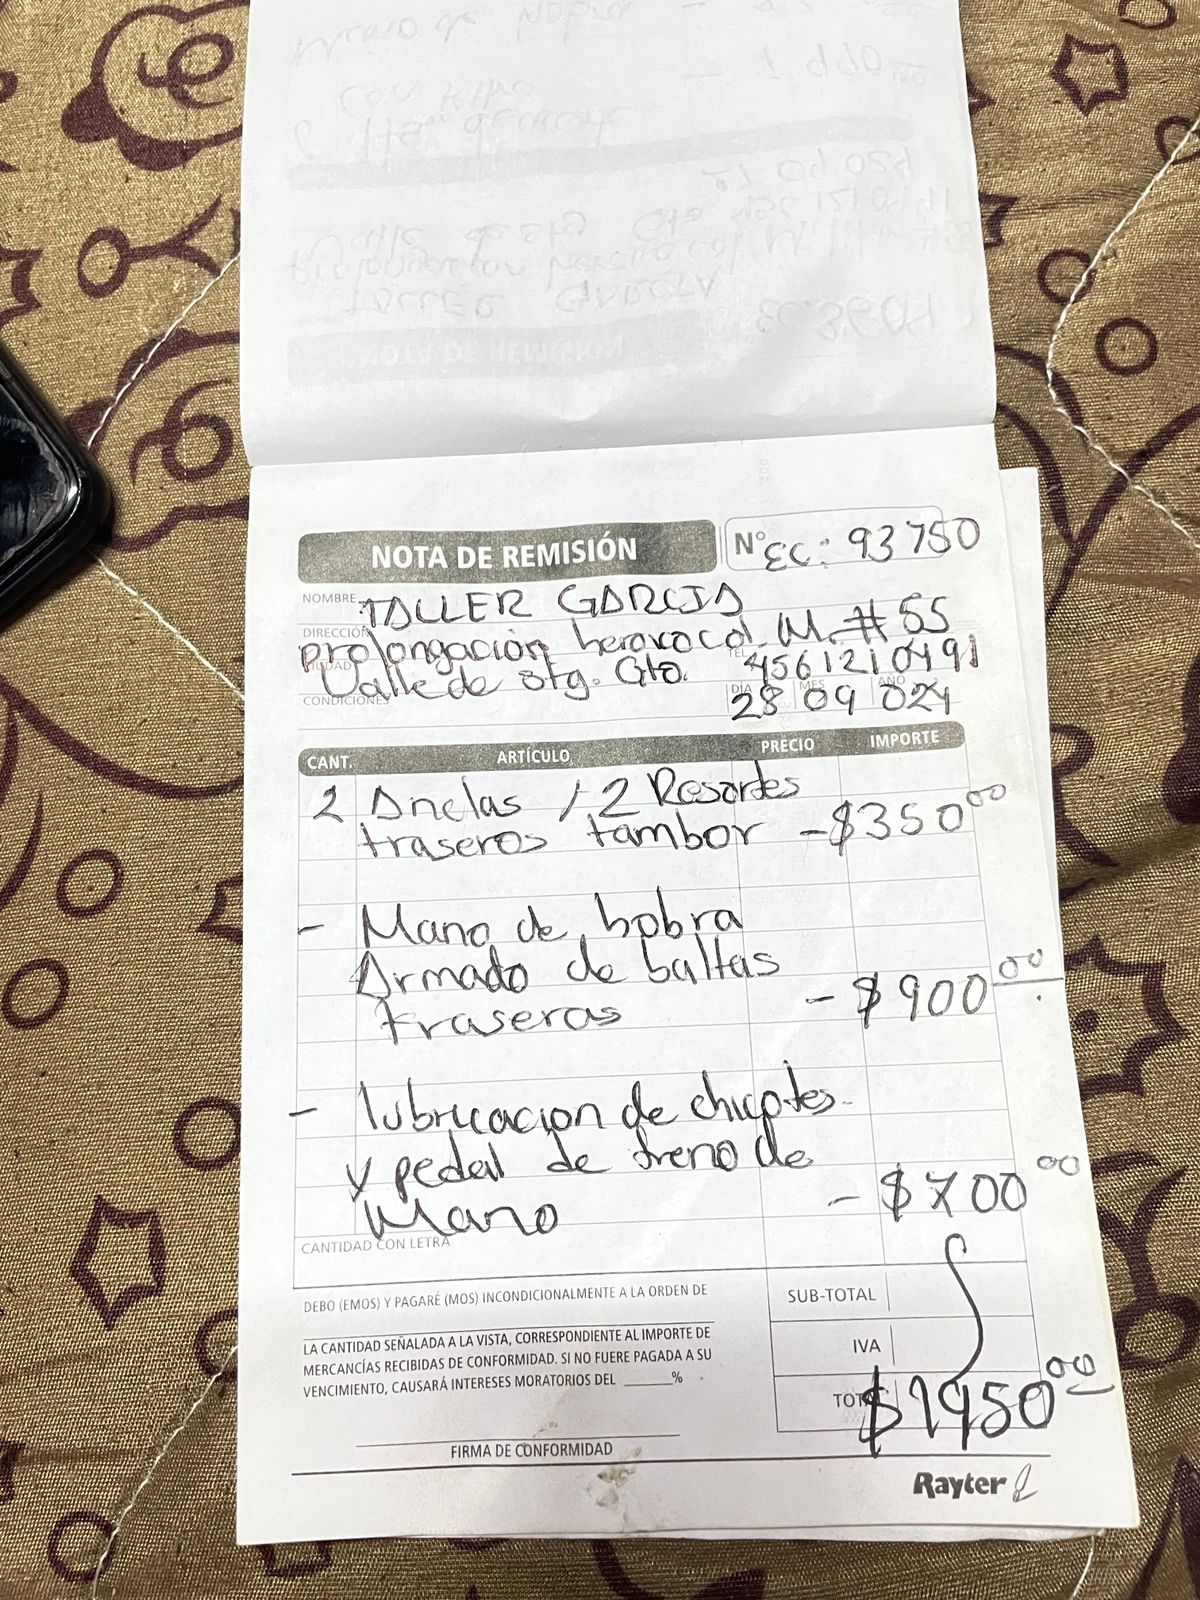 NOTA DE REMISIÓN
N° EC: 93750
NOMBRE TALLER GARCIA
DIRECCIÓN prolongación heroyo col. M. #55
CIUDAD Valle de Stg. Gto. TEL. 4561210491
CONDICIONES DÍA 28 MES 09 AÑO 024
CANT. ARTÍCULO PRECIO IMPORTE
2 Anelas / 2 Resortes
traseros tambor - $350.00
- Mano de hobra
Armado de baltas
traseras - $900.00
- lubricacion de chicotes
y pedal de freno de
Mano - $700.00
CANTIDAD CON LETRA
DEBO (EMOS) Y PAGARÉ (MOS) INCONDICIONALMENTE A LA ORDEN DE
LA CANTIDAD SEÑALADA A LA VISTA, CORRESPONDIENTE AL IMPORTE DE
MERCANCÍAS RECIBIDAS DE CONFORMIDAD. SI NO FUERE PAGADA A SU
VENCIMIENTO, CAUSARÁ INTERESES MORATORIOS DEL ______%
SUB-TOTAL
IVA
TOTAL $1950.00
FIRMA DE CONFORMIDAD
Rayter